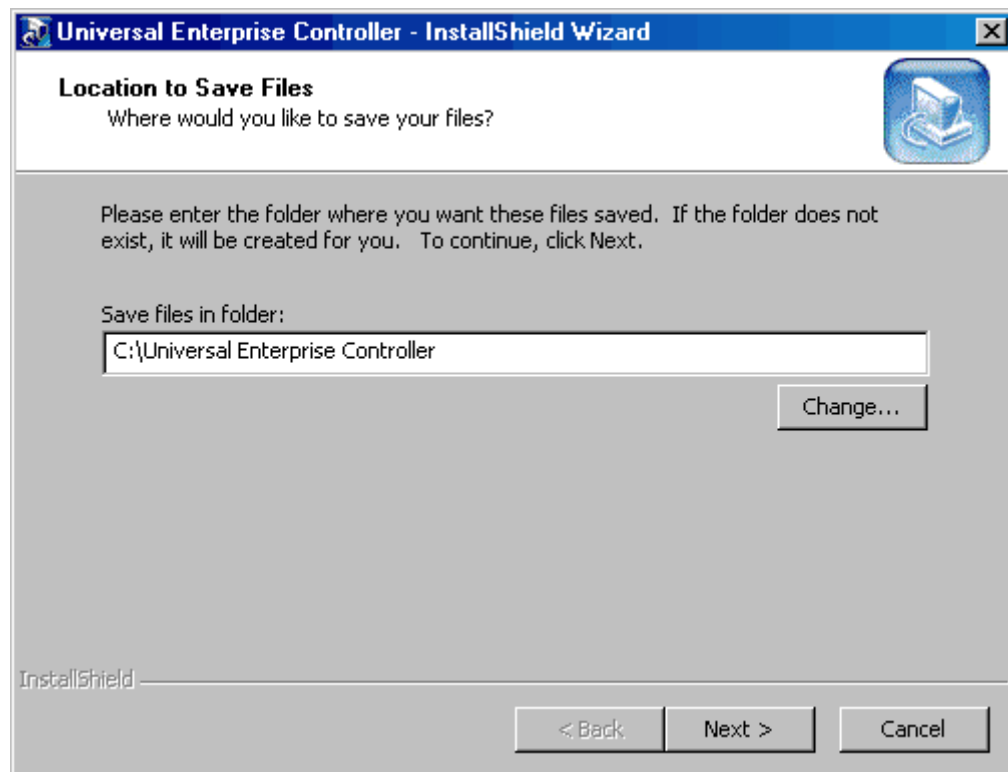 Universal Enterprise Controller - InstallShield Wizard
Location to Save Files
Where would you like to save your files?
Please enter the folder where you want these files saved.  If the folder does not
exist, it will be created for you.   To continue, click Next.
Save files in folder:
C:\Universal Enterprise Controller
Change...
InstallShield
< Back
Next >
Cancel